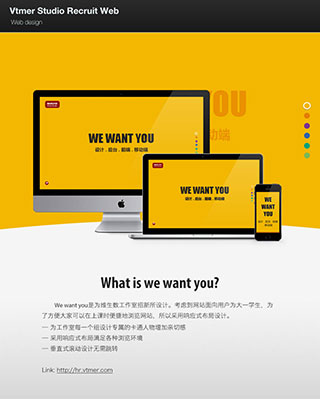 Vtmer Studio Recruit Web
Web design
YOU
动端
WE WANT YOU
设计 . 后台 . 前端 . 移动端
WE WANT YOU
设计 . 后台 . 前端 . 移动端
WE WANT YOU
What is we want you?
We want you是为维生数工作室招新所设计。考虑到网站面向用户为大一学生，为
了方便大家可以在上课时便捷地浏览网站，所以采用响应式布局设计。
— 为工作室每一个组设计专属的卡通人物增加亲切感
— 采用响应式布局满足各种浏览环境
— 垂直式滚动设计无需跳转
Link: http://hr.vtmer.com